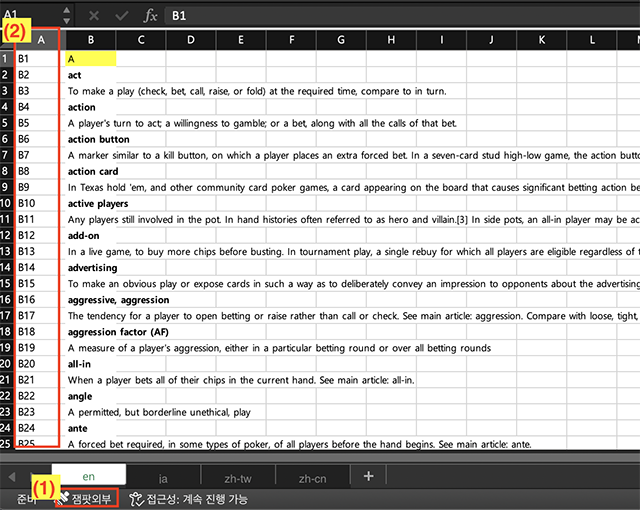 A1 fx B1
(2) A B C D E F G H I J K L
1 B1 A
2 B2 act
3 B3 To make a play (check, bet, call, raise, or fold) at the required time, compare to in turn.
4 B4 action
5 B5 A player's turn to act; a willingness to gamble; or a bet, along with all the calls of that bet.
6 B6 action button
7 B7 A marker similar to a kill button, on which a player places an extra forced bet. In a seven-card stud high-low game, the action
8 B8 action card
9 B9 In Texas hold 'em, and other community card poker games, a card appearing on the board that causes significant betting action
10 B10 active players
11 B11 Any players still involved in the pot. In hand histories often referred to as hero and villain.[3] In side pots, an all-in player may be
12 B12 add-on
13 B13 In a live game, to buy more chips before busting. In tournament play, a single rebuy for which all players are eligible regardless of
14 B14 advertising
15 B15 To make an obvious play or expose cards in such a way as to deliberately convey an impression to opponents about the advertising
16 B16 aggressive, aggression
17 B17 The tendency for a player to open betting or raise rather than call or check. See main article: aggression. Compare with loose, tight,
18 B18 aggression factor (AF)
19 B19 A measure of a player's aggression, either in a particular betting round or over all betting rounds
20 B20 all-in
21 B21 When a player bets all of their chips in the current hand. See main article: all-in.
22 B22 angle
23 B23 A permitted, but borderline unethical, play
24 B24 ante
25 B25 A forced bet required, in some types of poker, of all players before the hand begins. See main article: ante.
en ja zh-tw zh-cn +
준비 (1) 잼팟외부 접근성: 계속 진행 가능